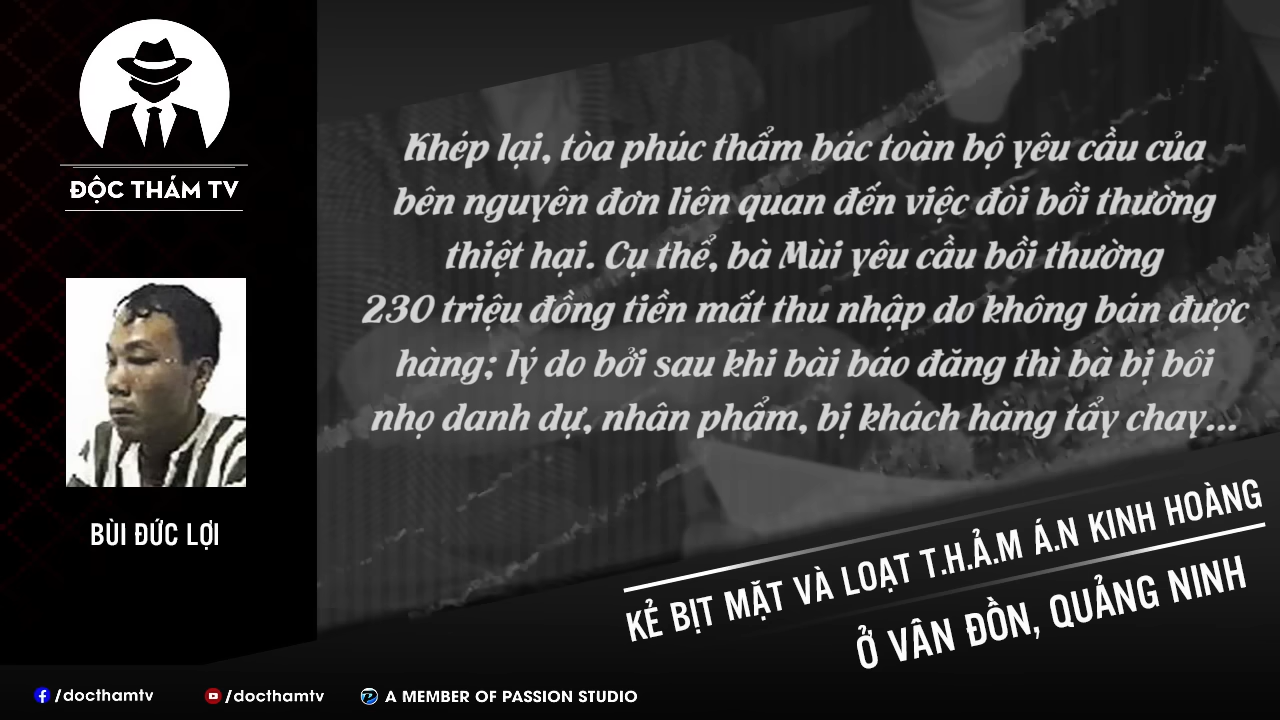 ĐỘC THÁM TV
BÙI ĐỨC LỢI
Khép lại, tòa phúc thẩm bác toàn bộ yêu cầu của
bên nguyên đơn liên quan đến việc đòi bồi thường
thiệt hại. Cụ thể, bà Mùi yêu cầu bồi thường
230 triệu đồng tiền mất thu nhập do không bán được
hàng; lý do bởi sau khi bài báo đăng thì bà bị bôi
nhọ danh dự, nhân phẩm, bị khách hàng tẩy chay...
KẺ BỊT MẶT VÀ LOẠT T.H.Ả.M Á.N KINH HOÀNG
Ở VÂN ĐỒN, QUẢNG NINH
/docthamtv
/docthamtv
A MEMBER OF PASSION STUDIO